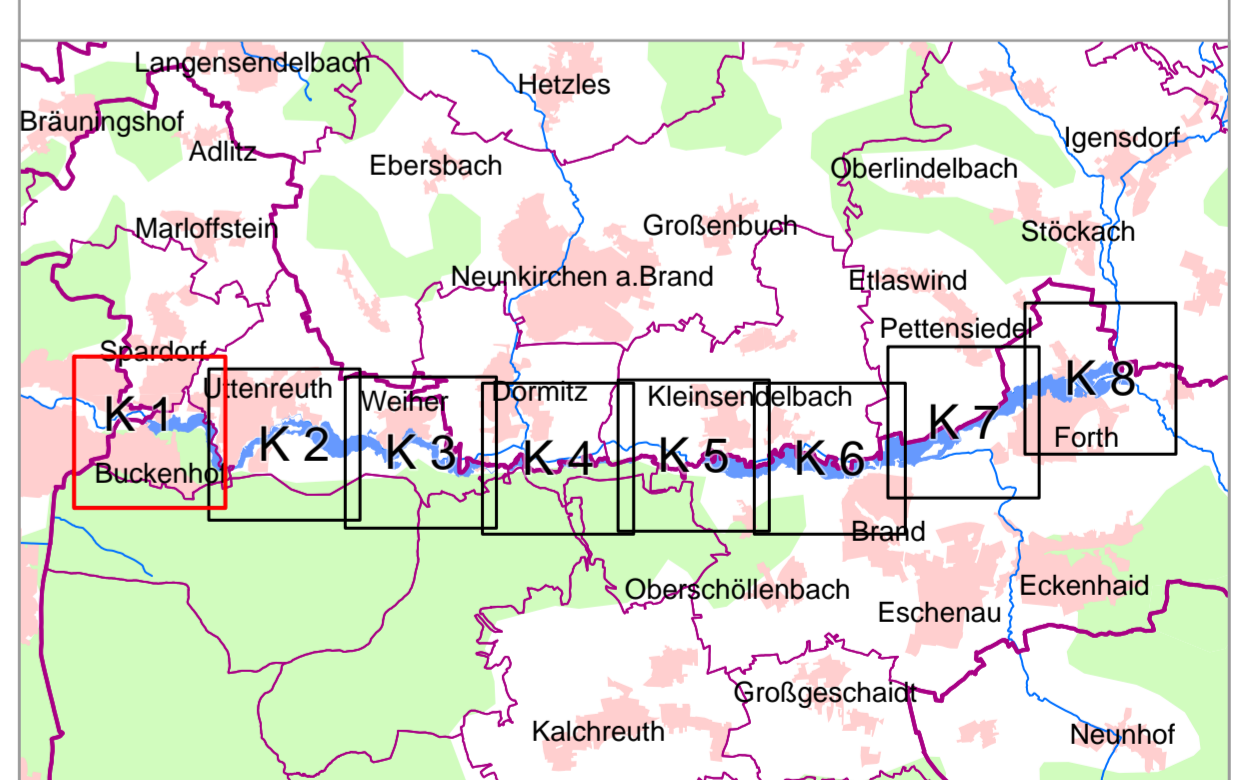 Langensendelbach
Hetzles
Bräuningshof
Adlitz
Igensdorf
Ebersbach
Oberlindelbach
Marloffstein
Großenbuch
Stöckach
Neunkirchen a.Brand
Etlaswind
Pettensiedel
Spardorf
Uttenreuth
Weiher
Dormitz
Kleinsendelbach
K 1
K 2
K 3
K 4
K 5
K 6
K 7
K 8
Forth
Buckenhof
Brand
Oberschöllenbach
Eckenhaid
Eschenau
Großgeschaidt
Kalchreuth
Neunhof